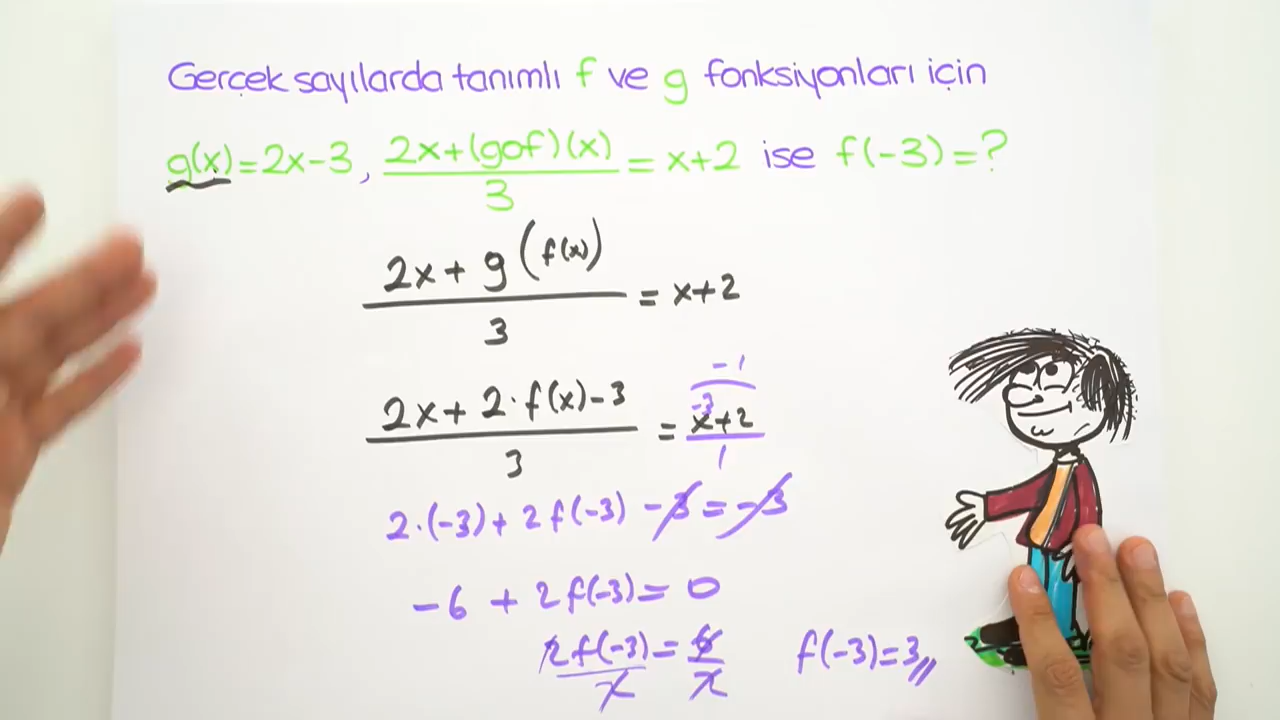 Gerçek sayılarda tanımlı f ve g fonksiyonları için
g(x)=2x-3, (2x+(gof)(x))/3 = x+2 ise f(-3)=?
(2x+g(f(x)))/3 = x+2
-1
-3
(2x+2·f(x)-3)/3 = (x+2)/1
2·(-3)+2f(-3)-3=-3
-6+2f(-3)=0
2f(-3)/2=6/2 f(-3)=3//